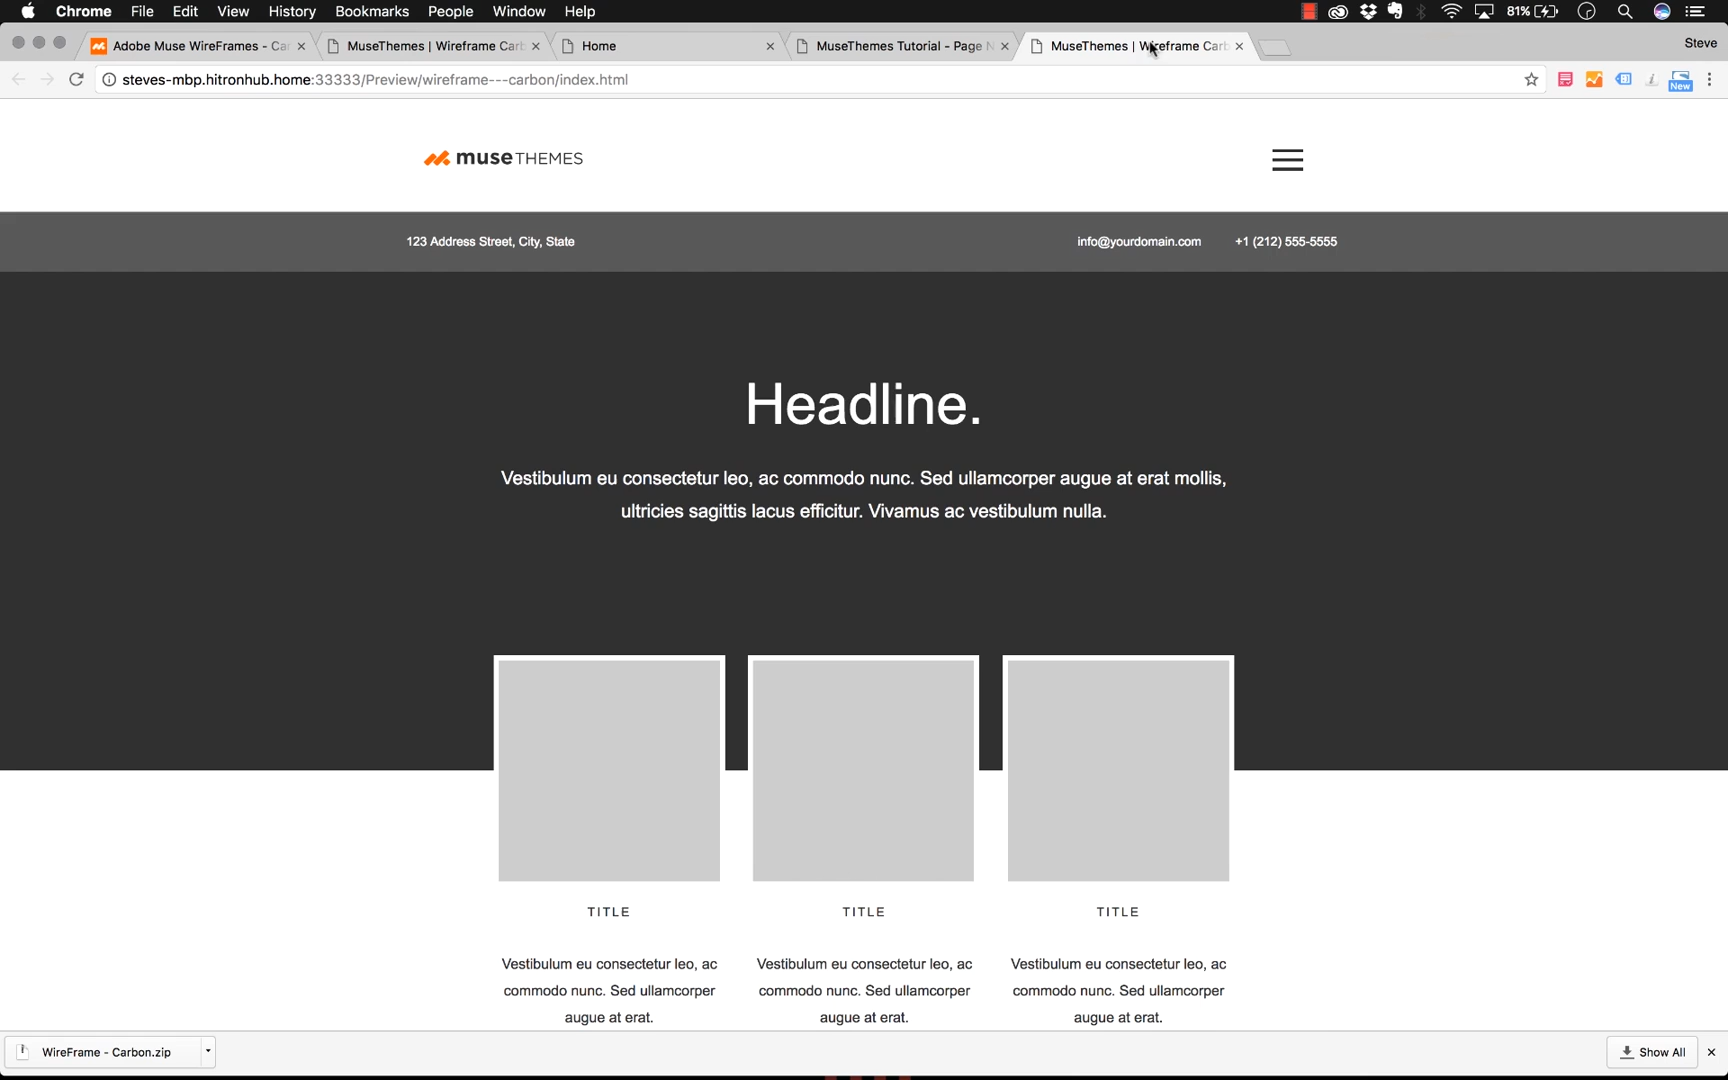 Chrome File Edit View History Bookmarks People Window Help 81%
Adobe Muse WireFrames - Car MuseThemes | Wireframe Carb Home MuseThemes Tutorial - Page N MuseThemes | Wireframe Carb Steve
steves-mbp.hitronhub.home:33333/Preview/wireframe---carbon/index.html New
museTHEMES
123 Address Street, City, State info@yourdomain.com +1 (212) 555-5555
Headline.
Vestibulum eu consectetur leo, ac commodo nunc. Sed ullamcorper augue at erat mollis,
ultricies sagittis lacus efficitur. Vivamus ac vestibulum nulla.
TITLE TITLE TITLE
Vestibulum eu consectetur leo, ac Vestibulum eu consectetur leo, ac Vestibulum eu consectetur leo, ac
commodo nunc. Sed ullamcorper commodo nunc. Sed ullamcorper commodo nunc. Sed ullamcorper
augue at erat. augue at erat. augue at erat.
WireFrame - Carbon.zip Show All